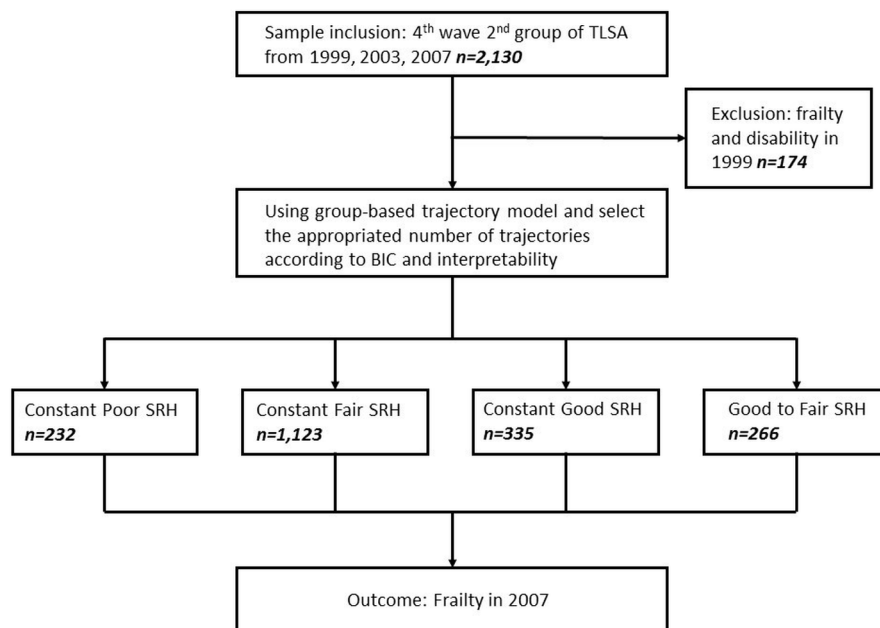 Sample inclusion: 4th wave 2nd group of TLSA
from 1999, 2003, 2007 n=2,130
Exclusion: frailty
and disability in
1999 n=174
Using group-based trajectory model and select
the appropriated number of trajectories
according to BIC and interpretability
Constant Poor SRH
n=232
Constant Fair SRH
n=1,123
Constant Good SRH
n=335
Good to Fair SRH
n=266
Outcome: Frailty in 2007